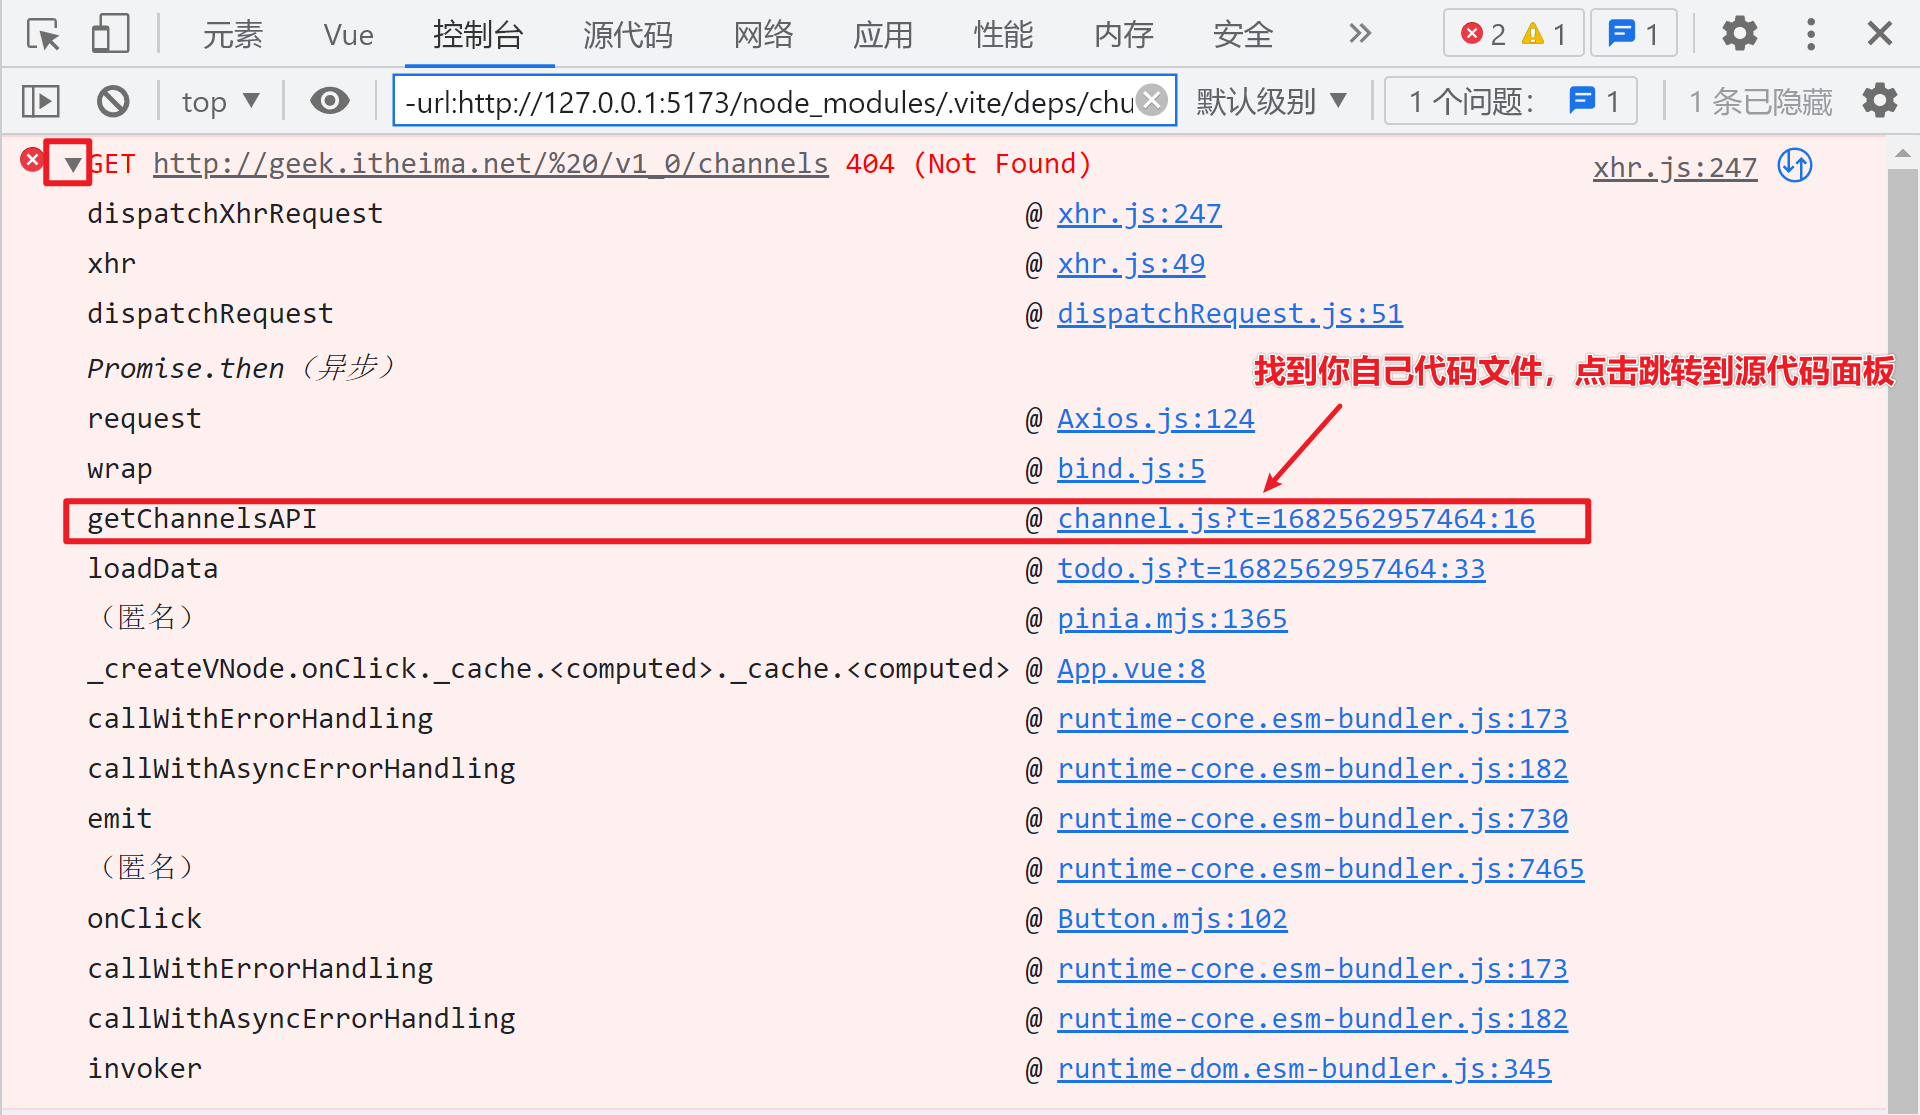 元素 Vue 控制台 源代码 网络 应用 性能 内存 安全 » 2 1 1
top ▼ -url:http://127.0.0.1:5173/node_modules/.vite/deps/chu 默认级别 ▼ 1 个问题： 1 1 条已隐藏
▼GET http://geek.itheima.net/%20/v1_0/channels 404 (Not Found) xhr.js:247
dispatchXhrRequest @ xhr.js:247
xhr @ xhr.js:49
dispatchRequest @ dispatchRequest.js:51
Promise.then（异步）
找到你自己代码文件，点击跳转到源代码面板
request @ Axios.js:124
wrap @ bind.js:5
getChannelsAPI @ channel.js?t=1682562957464:16
loadData @ todo.js?t=1682562957464:33
（匿名） @ pinia.mjs:1365
_createVNode.onClick._cache.<computed>._cache.<computed> @ App.vue:8
callWithErrorHandling @ runtime-core.esm-bundler.js:173
callWithAsyncErrorHandling @ runtime-core.esm-bundler.js:182
emit @ runtime-core.esm-bundler.js:730
（匿名） @ runtime-core.esm-bundler.js:7465
onClick @ Button.mjs:102
callWithErrorHandling @ runtime-core.esm-bundler.js:173
callWithAsyncErrorHandling @ runtime-core.esm-bundler.js:182
invoker @ runtime-dom.esm-bundler.js:345